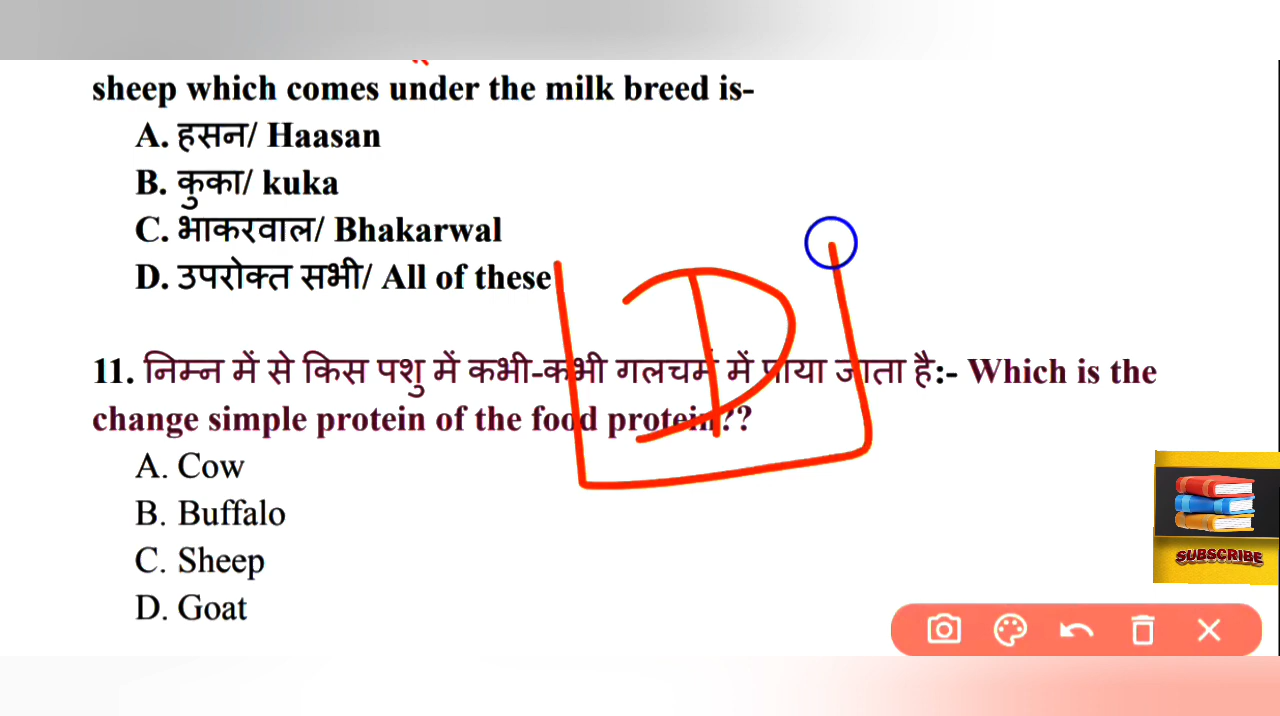 sheep which comes under the milk breed is-
A. हसन/ Haasan
B. कुका/ kuka
C. भाकरवाल/ Bhakarwal
D. उपरोक्त सभी/ All of these
D
11. निम्न में से किस पशु में कभी-कभी गलचर्म में पाया जाता है:- Which is the
change simple protein of the food protein??
A. Cow
B. Buffalo
C. Sheep
D. Goat
SUBSCRIBE